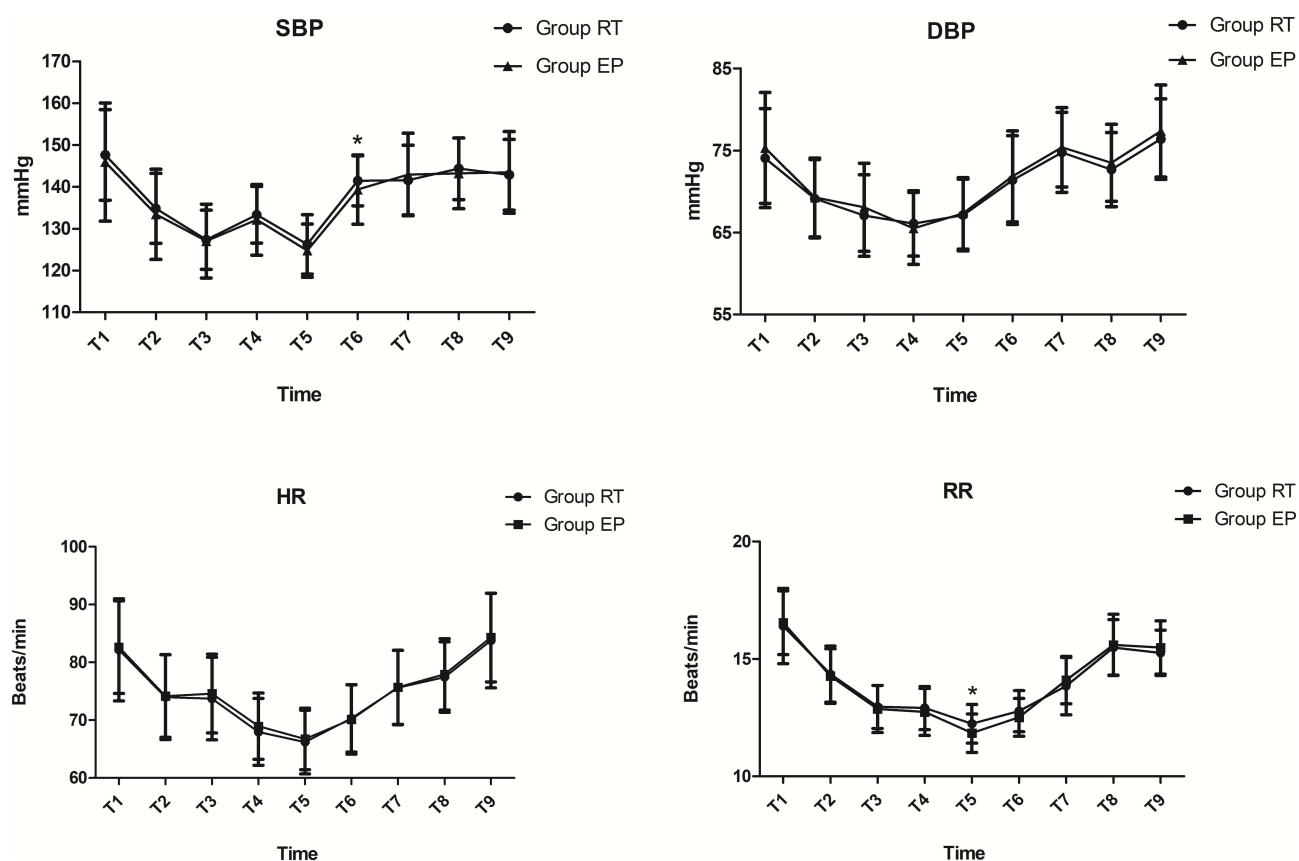 SBP
Group RT
Group EP
170
160
150
140
130
120
110
mmHg
*
T1 T2 T3 T4 T5 T6 T7 T8 T9
Time
DBP
Group RT
Group EP
85
75
65
55
mmHg
T1 T2 T3 T4 T5 T6 T7 T8 T9
Time
HR
Group RT
Group EP
100
90
80
70
60
Beats/min
T1 T2 T3 T4 T5 T6 T7 T8 T9
Time
RR
Group RT
Group EP
20
15
10
Beats/min
*
T1 T2 T3 T4 T5 T6 T7 T8 T9
Time